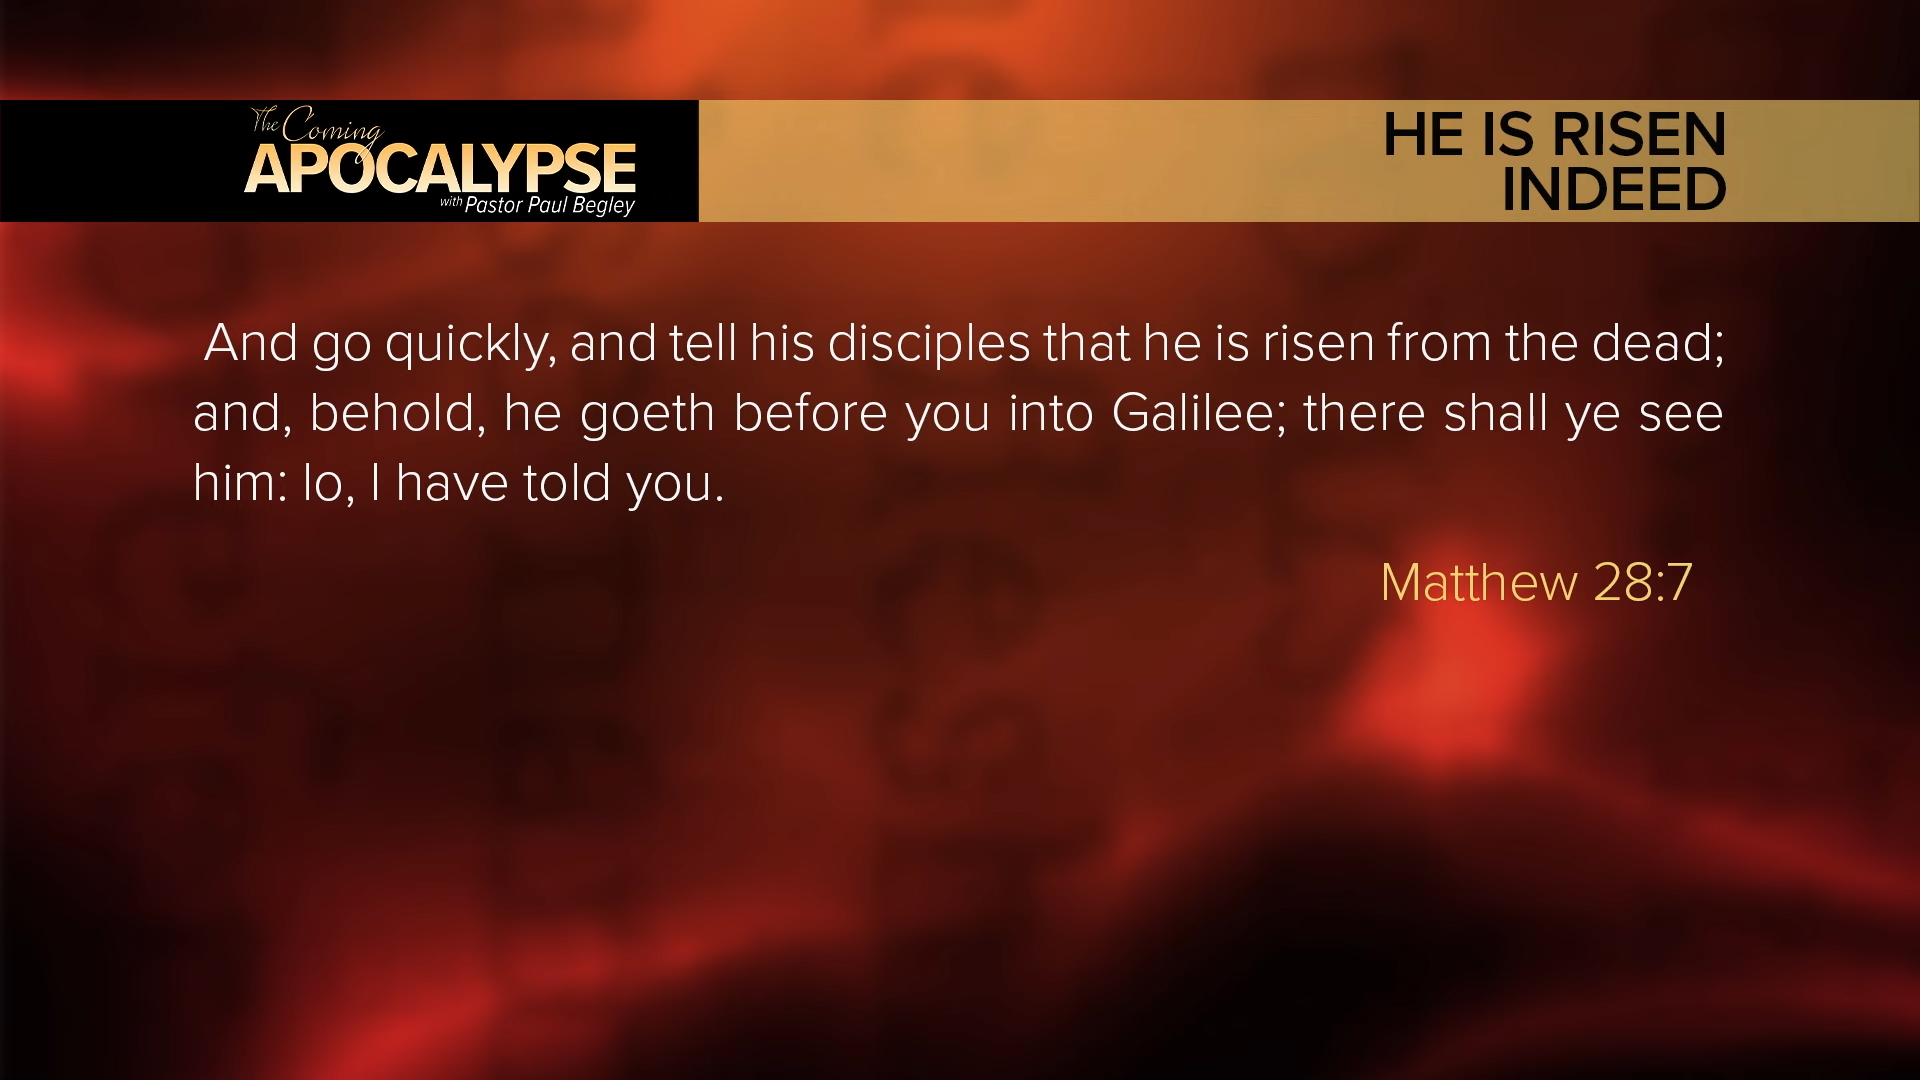 The Coming
APOCALYPSE
with Pastor Paul Begley
HE IS RISEN
INDEED
And go quickly, and tell his disciples that he is risen from the dead;
and, behold, he goeth before you into Galilee; there shall ye see
him: lo, I have told you.
Matthew 28:7